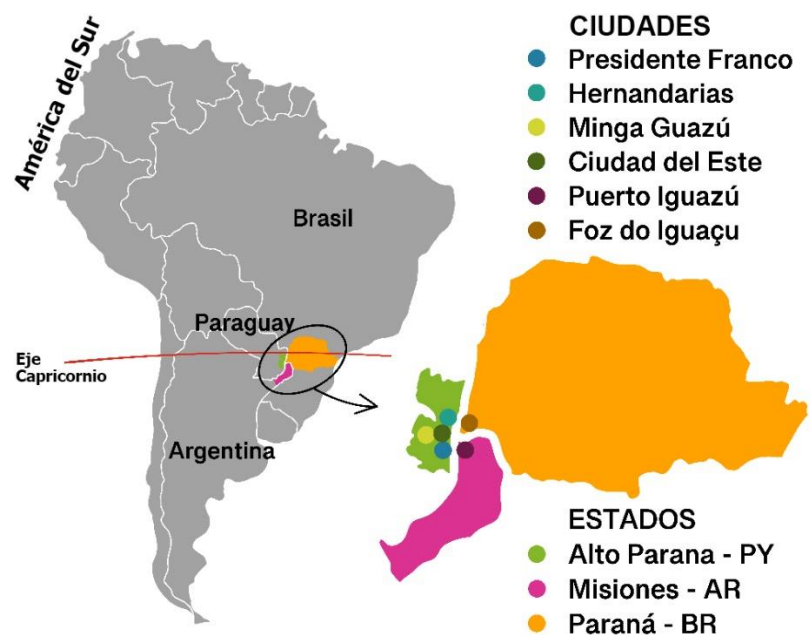 América del Sur
Brasil
Paraguay
Eje
Capricornio
Argentina
CIUDADES
Presidente Franco
Hernandarias
Minga Guazú
Ciudad del Este
Puerto Iguazú
Foz do Iguaçu
ESTADOS
Alto Parana - PY
Misiones - AR
Paraná - BR